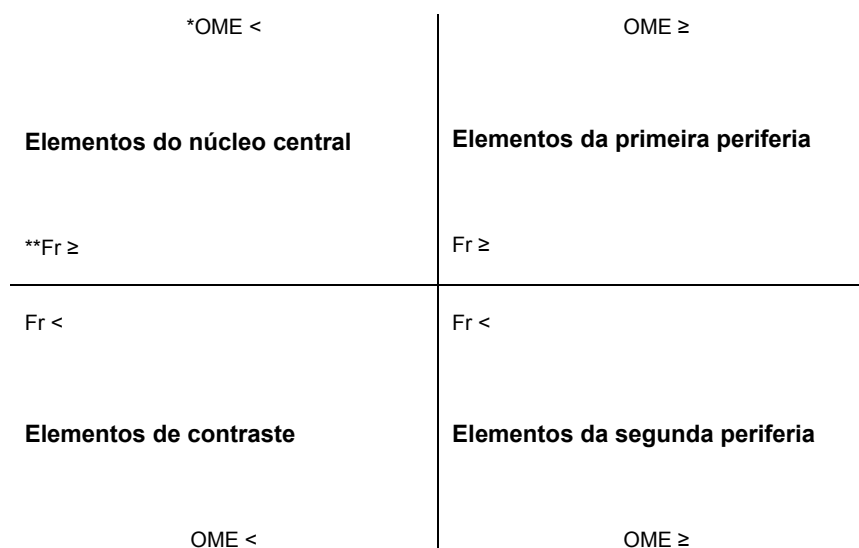 *OME <
OME ≥
Elementos do núcleo central
Elementos da primeira periferia
**Fr ≥
Fr ≥
Fr <
Fr <
Elementos de contraste
Elementos da segunda periferia
OME <
OME ≥